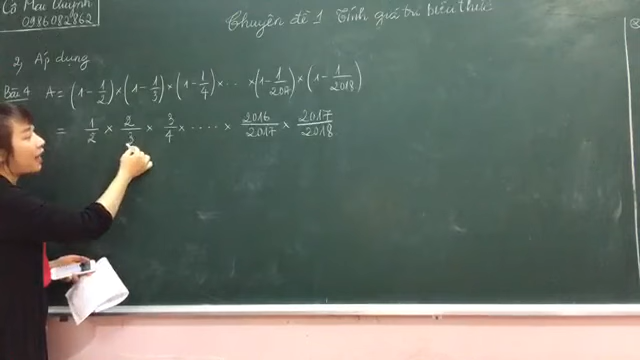 Cô Mai Quỳnh
0986082862
Chuyên đề 1 Tính giá trị biểu thức
2) Áp dụng
Bài 4 A = (1 - 1/2) × (1 - 1/3) × (1 - 1/4) × ... × (1 - 1/2017) × (1 - 1/2018)
= 1/2 × 2/3 × 3/4 × .... × 2016/2017 × 2017/2018